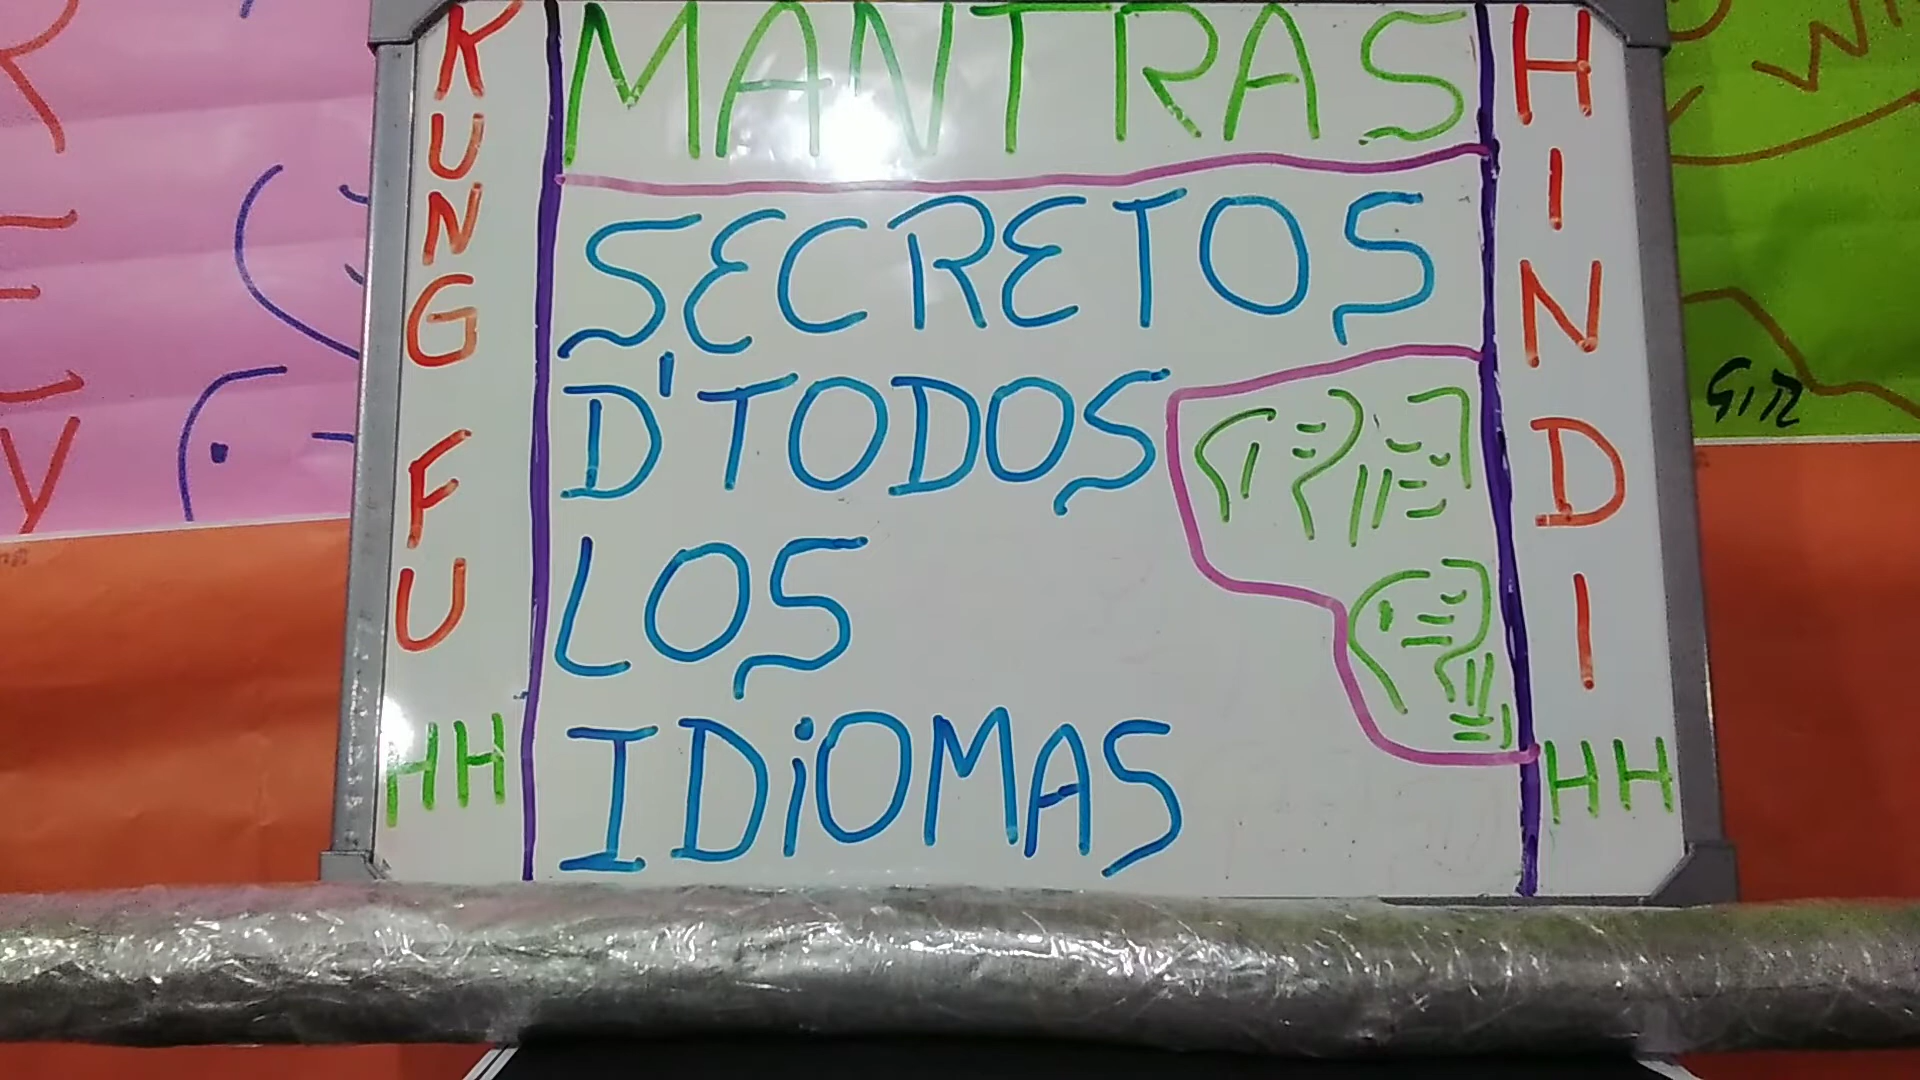 KUNG FU
HH
MANTRAS
SECRETOS
D'TODOS
LOS
IDiOMAS
HINDI
HH